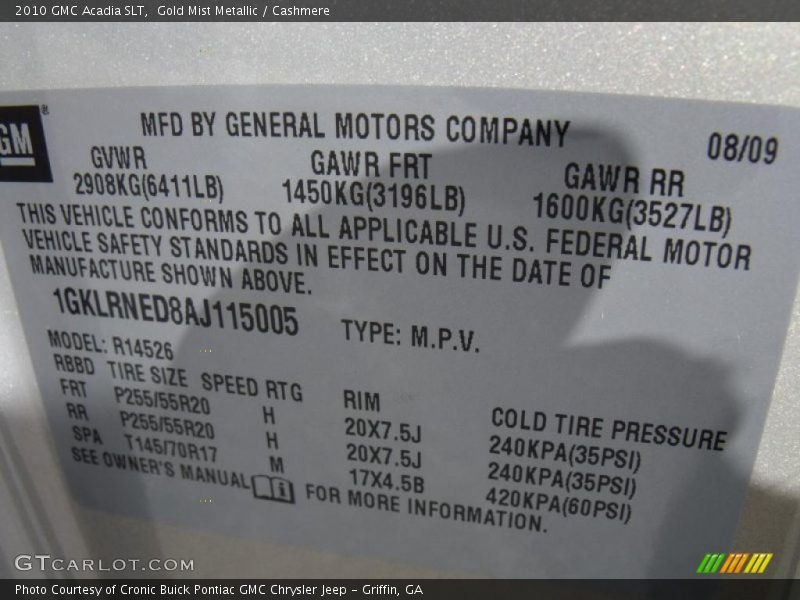 2010 GMC Acadia SLT, Gold Mist Metallic / Cashmere
GM®
MFD BY GENERAL MOTORS COMPANY 08/09
GVWR GAWR FRT GAWR RR
2908KG(6411LB) 1450KG(3196LB) 1600KG(3527LB)
THIS VEHICLE CONFORMS TO ALL APPLICABLE U.S. FEDERAL MOTOR
VEHICLE SAFETY STANDARDS IN EFFECT ON THE DATE OF
MANUFACTURE SHOWN ABOVE.
1GKLRNED8AJ115005 TYPE: M.P.V.
MODEL: R14526
RBBD TIRE SIZE SPEED RTG RIM COLD TIRE PRESSURE
FRT P255/55R20 H 20X7.5J 240KPA(35PSI)
RR P255/55R20 H 20X7.5J 240KPA(35PSI)
SPA T145/70R17 M 17X4.5B 420KPA(60PSI)
SEE OWNER'S MANUAL FOR MORE INFORMATION.
GTCARLOT.COM
Photo Courtesy of Cronic Buick Pontiac GMC Chrysler Jeep – Griffin, GA